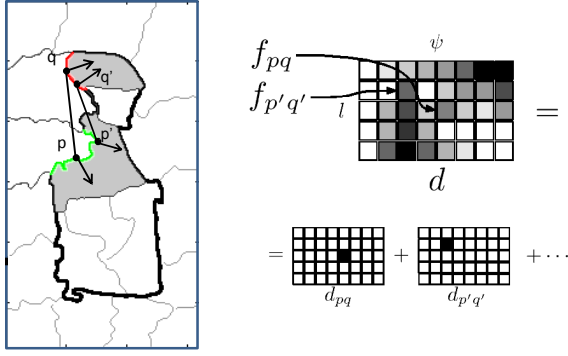 q
q'
p'
p
ψ
f_{pq}
f_{p'q'}
l
=
d
= + + ⋯
d_{pq} d_{p'q'}